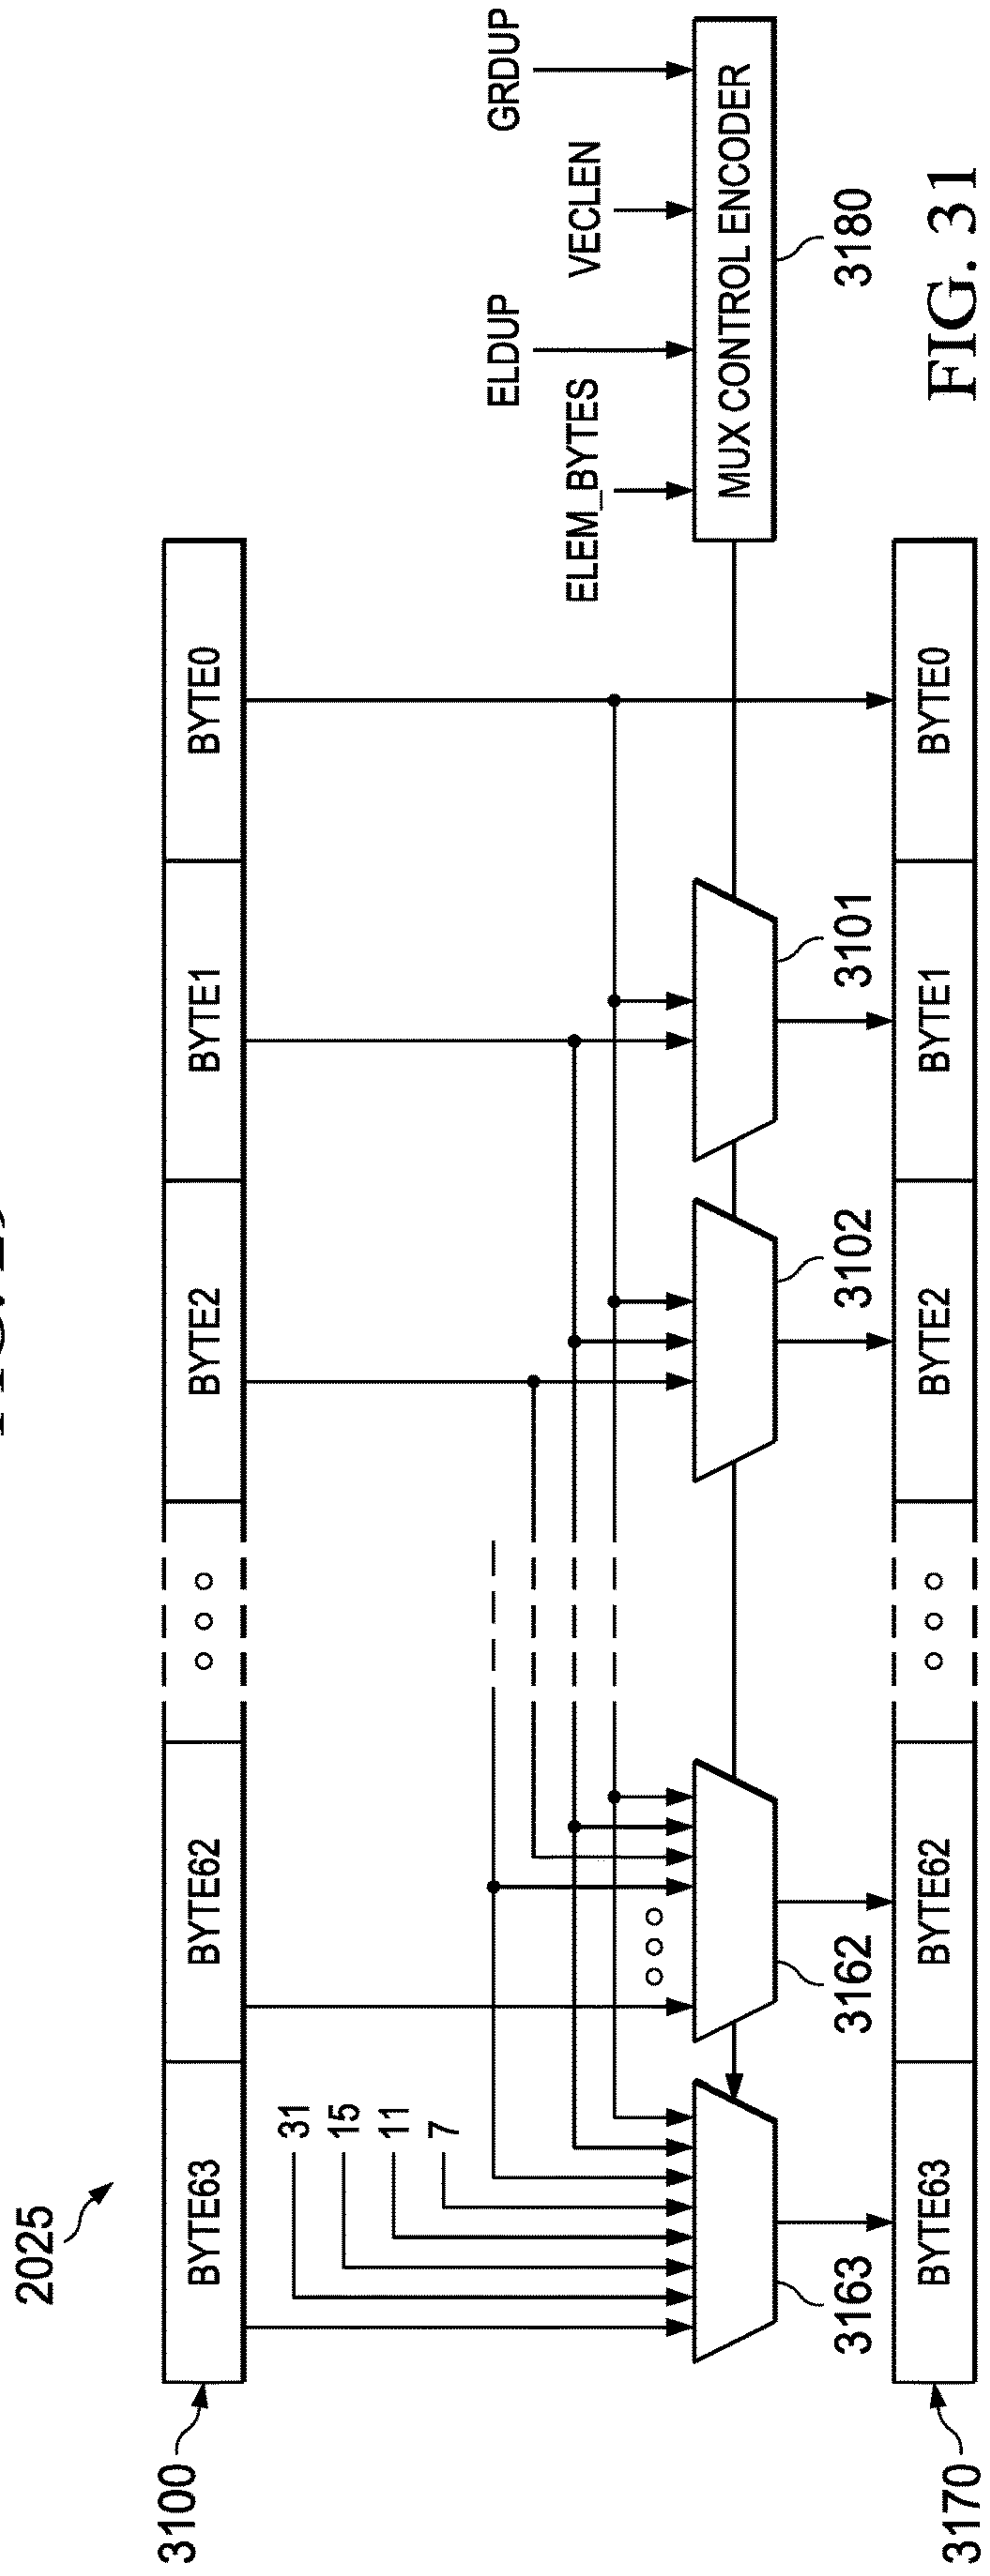 2025
3100
BYTE63
BYTE62
BYTE2
BYTE1
BYTE0
31
15
11
7
GRDUP
VECLEN
ELDUP
ELEM_BYTES
MUX CONTROL ENCODER
3180
3163
3162
3102
3101
3170
BYTE63
BYTE62
BYTE2
BYTE1
BYTE0
FIG. 31